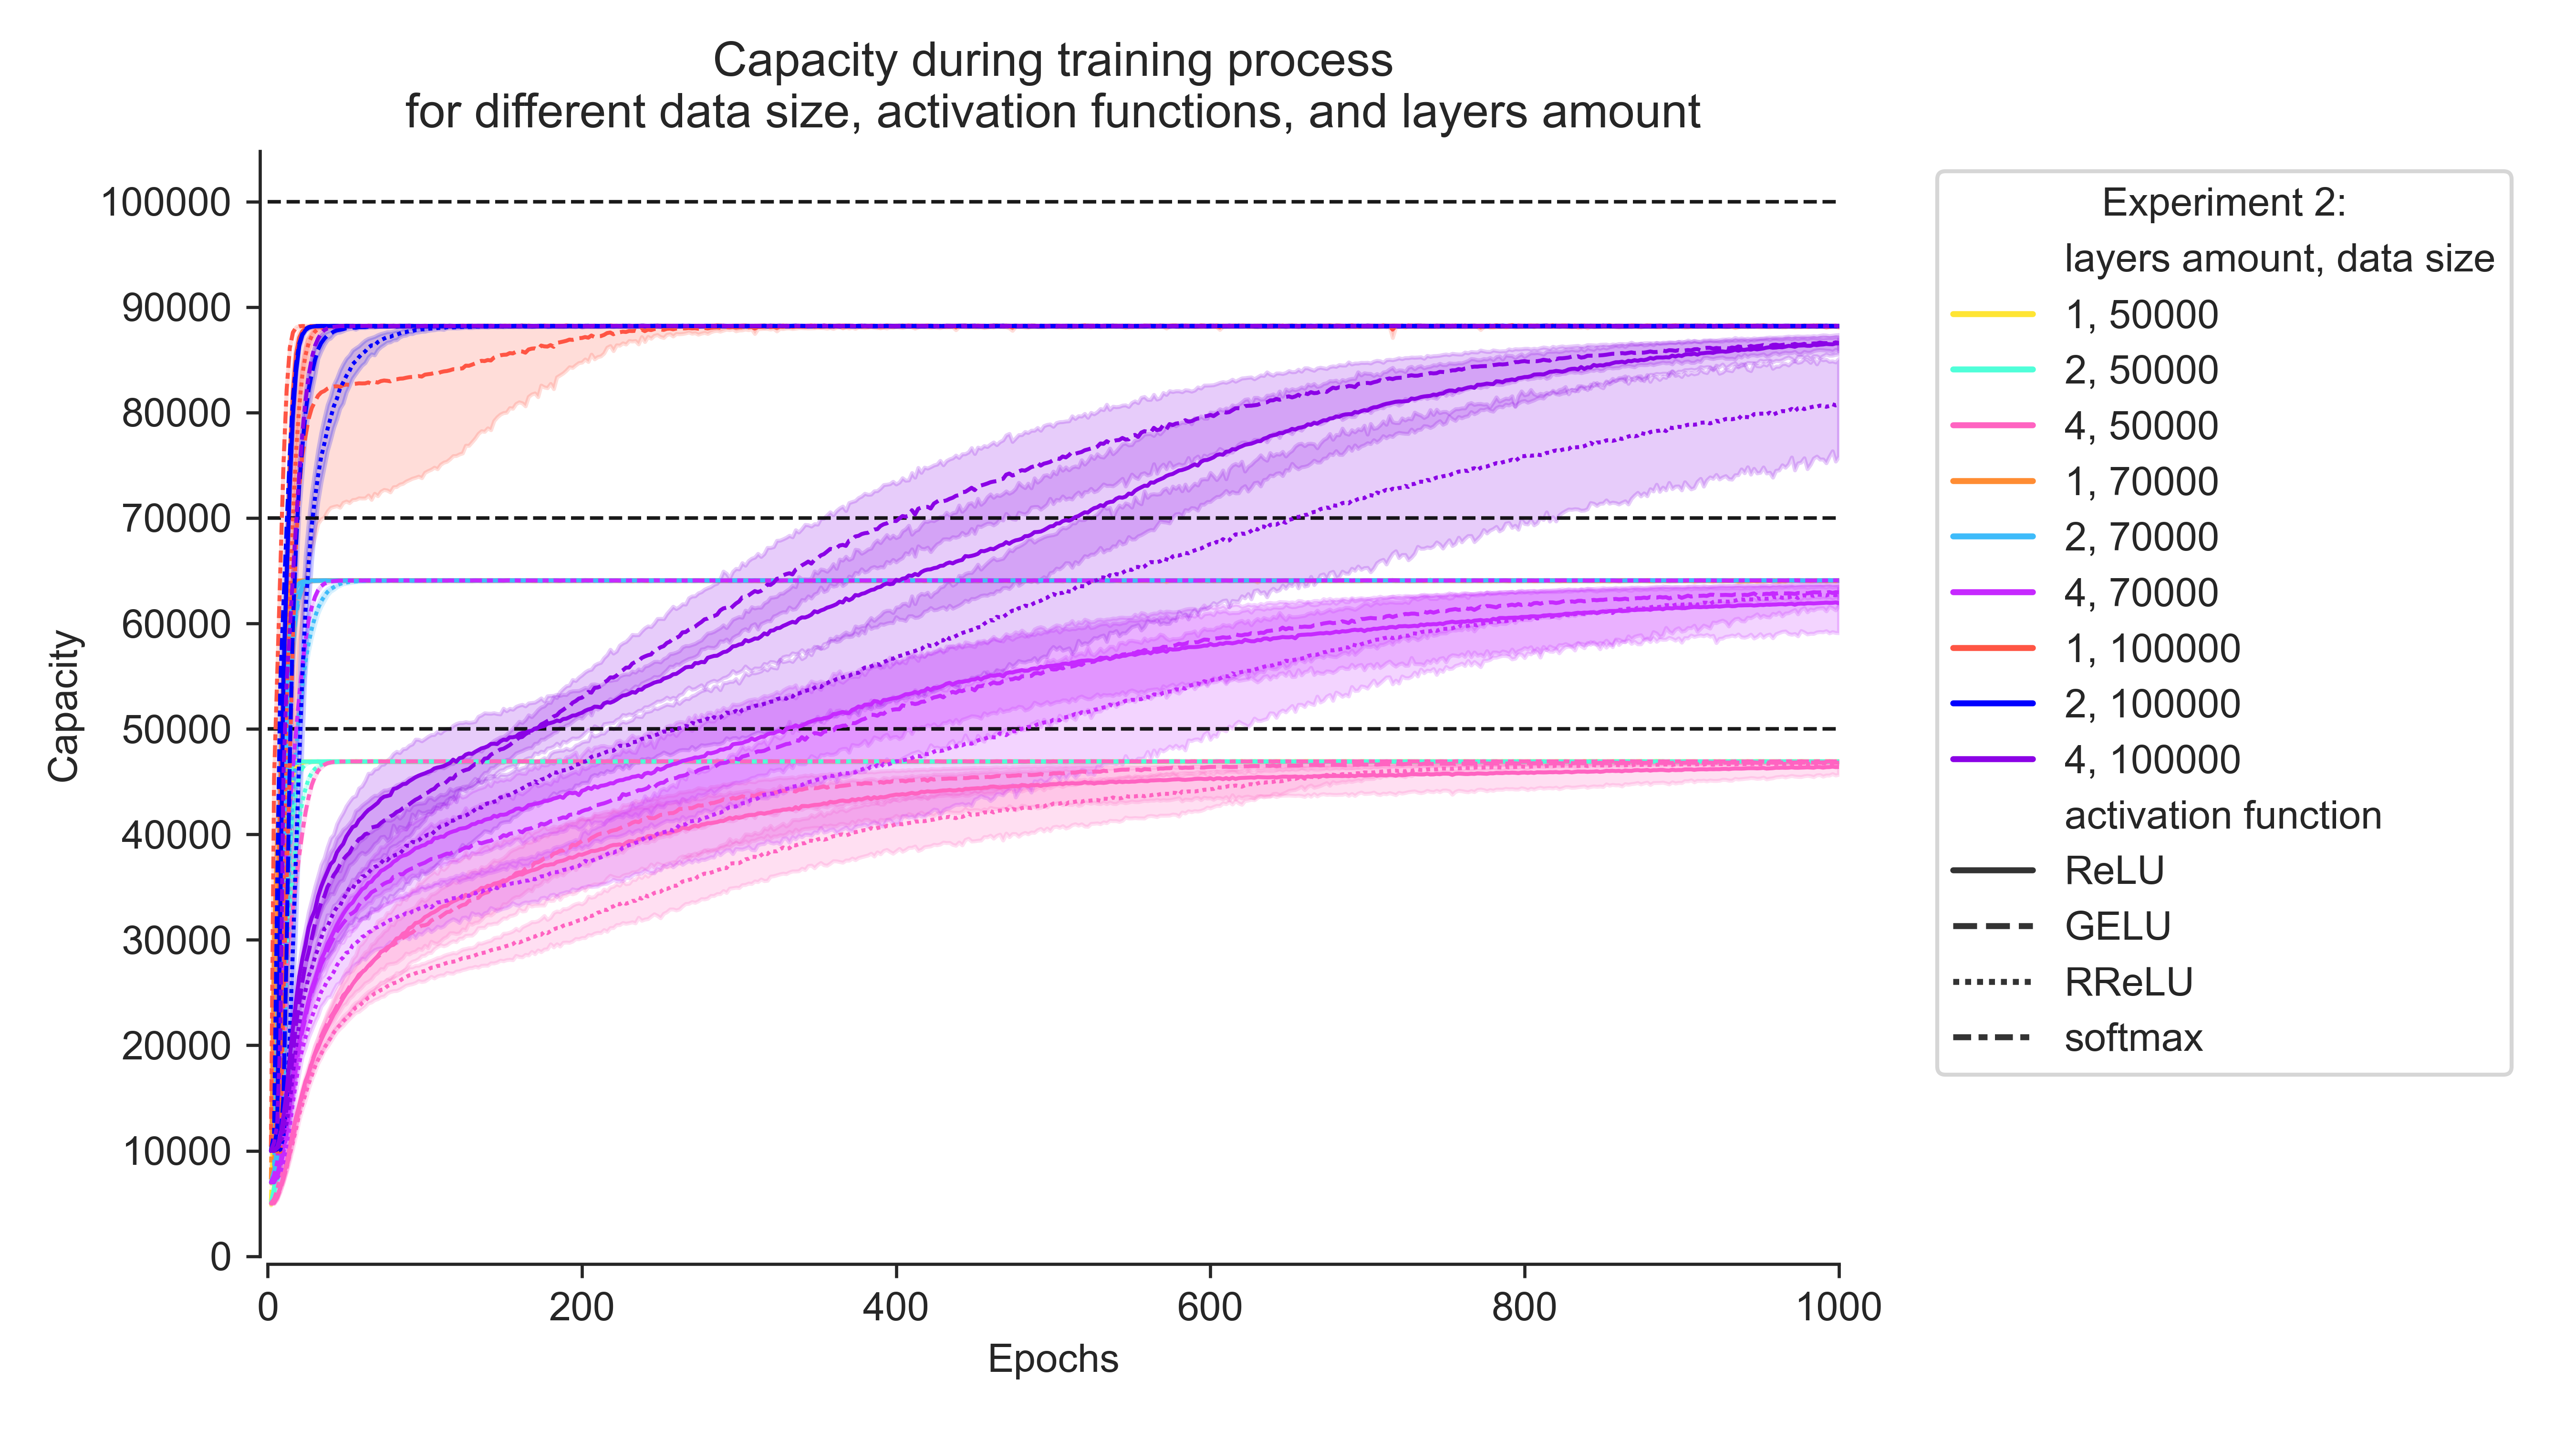 Capacity during training process
for different data size, activation functions, and layers amount
100000
90000
80000
70000
60000
50000
40000
30000
20000
10000
0
Capacity
0 200 400 600 800 1000
Epochs
Experiment 2:
layers amount, data size
1, 50000
2, 50000
4, 50000
1, 70000
2, 70000
4, 70000
1, 100000
2, 100000
4, 100000
activation function
ReLU
GELU
RReLU
softmax